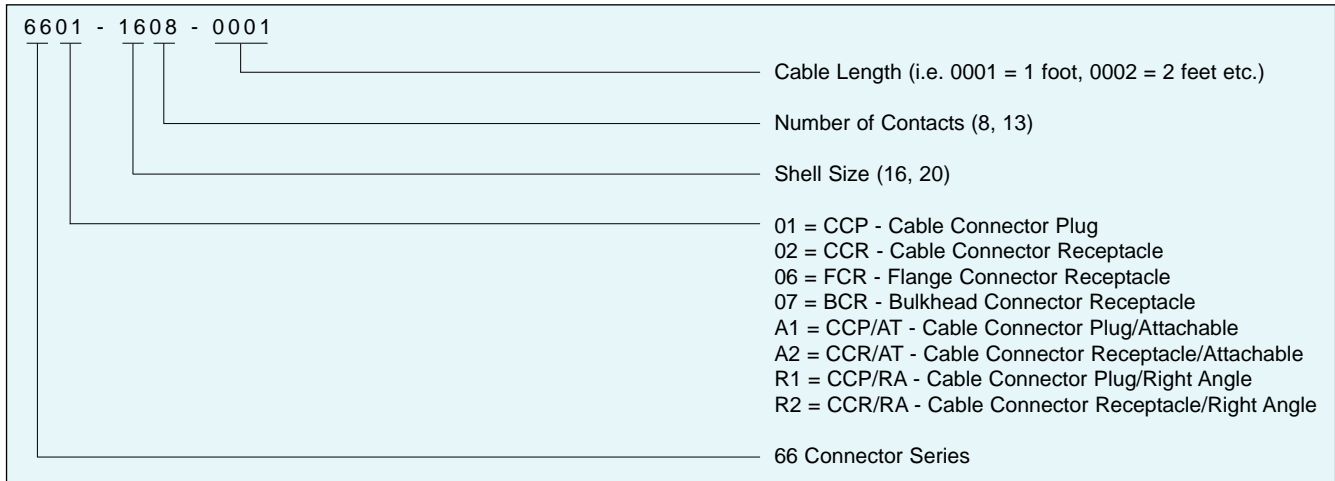 6601 - 1608 - 0001
Cable Length (i.e. 0001 = 1 foot, 0002 = 2 feet etc.)
Number of Contacts (8, 13)
Shell Size (16, 20)
01 = CCP - Cable Connector Plug
02 = CCR - Cable Connector Receptacle
06 = FCR - Flange Connector Receptacle
07 = BCR - Bulkhead Connector Receptacle
A1 = CCP/AT - Cable Connector Plug/Attachable
A2 = CCR/AT - Cable Connector Receptacle/Attachable
R1 = CCP/RA - Cable Connector Plug/Right Angle
R2 = CCR/RA - Cable Connector Receptacle/Right Angle
66 Connector Series